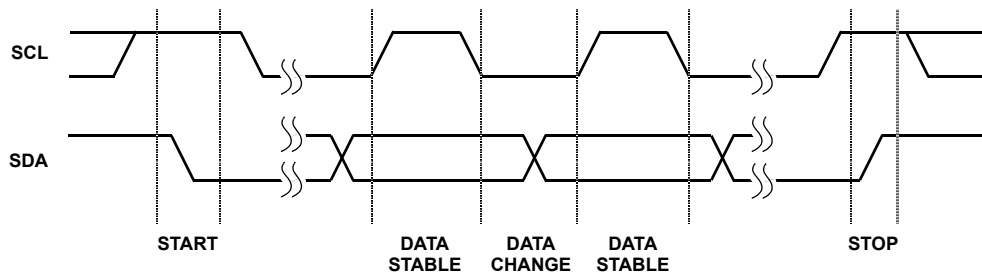 SCL
SDA
START
DATA
STABLE
DATA
CHANGE
DATA
STABLE
STOP